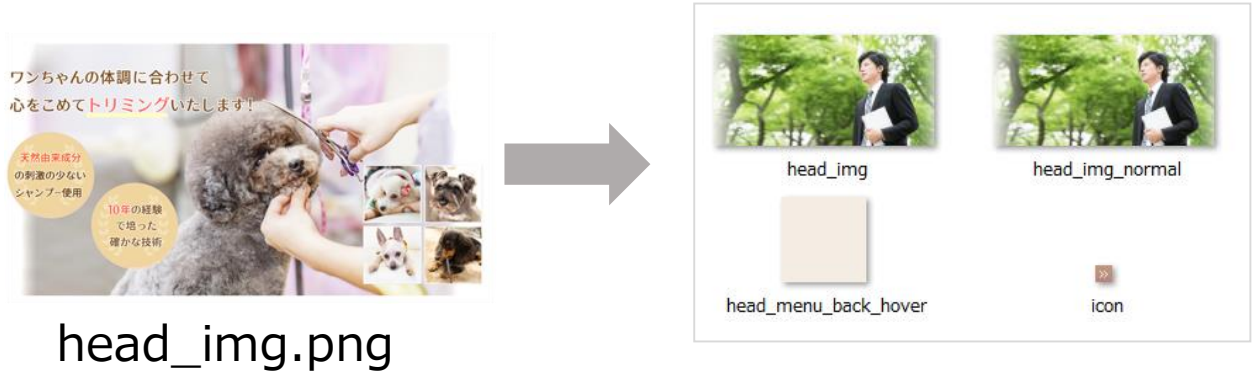 ワンちゃんの体調に合わせて
心をこめてトリミングいたします!
天然由来成分
の刺激の少ない
シャンプー使用
10年の経験
で培った
確かな技術
head_img.png
head_img
head_img_normal
head_menu_back_hover
icon